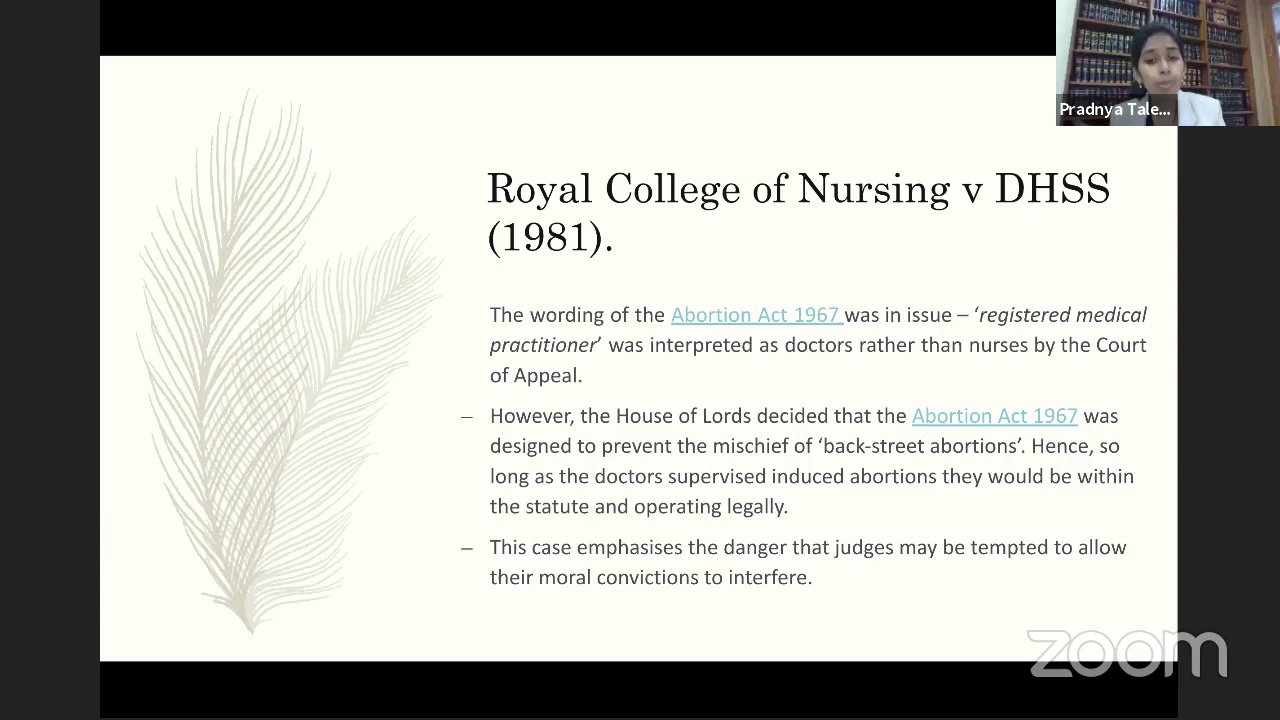 Pradnya Tale...
Royal College of Nursing v DHSS
(1981).
The wording of the Abortion Act 1967 was in issue – ‘registered medical
practitioner’ was interpreted as doctors rather than nurses by the Court
of Appeal.
– However, the House of Lords decided that the Abortion Act 1967 was
designed to prevent the mischief of ‘back-street abortions’. Hence, so
long as the doctors supervised induced abortions they would be within
the statute and operating legally.
– This case emphasises the danger that judges may be tempted to allow
their moral convictions to interfere.
zoom